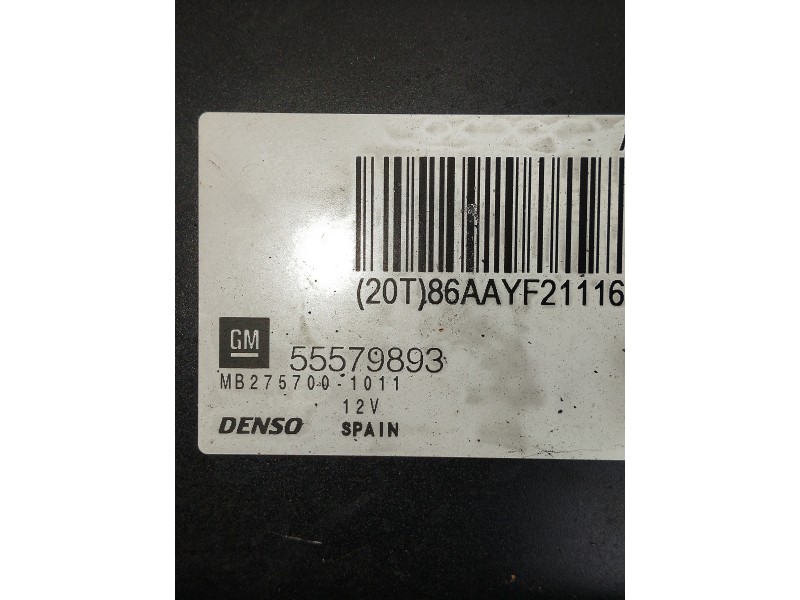 (20T)86AAYF21116
GM 55579893
MB275700-1011
12V
DENSO SPAIN